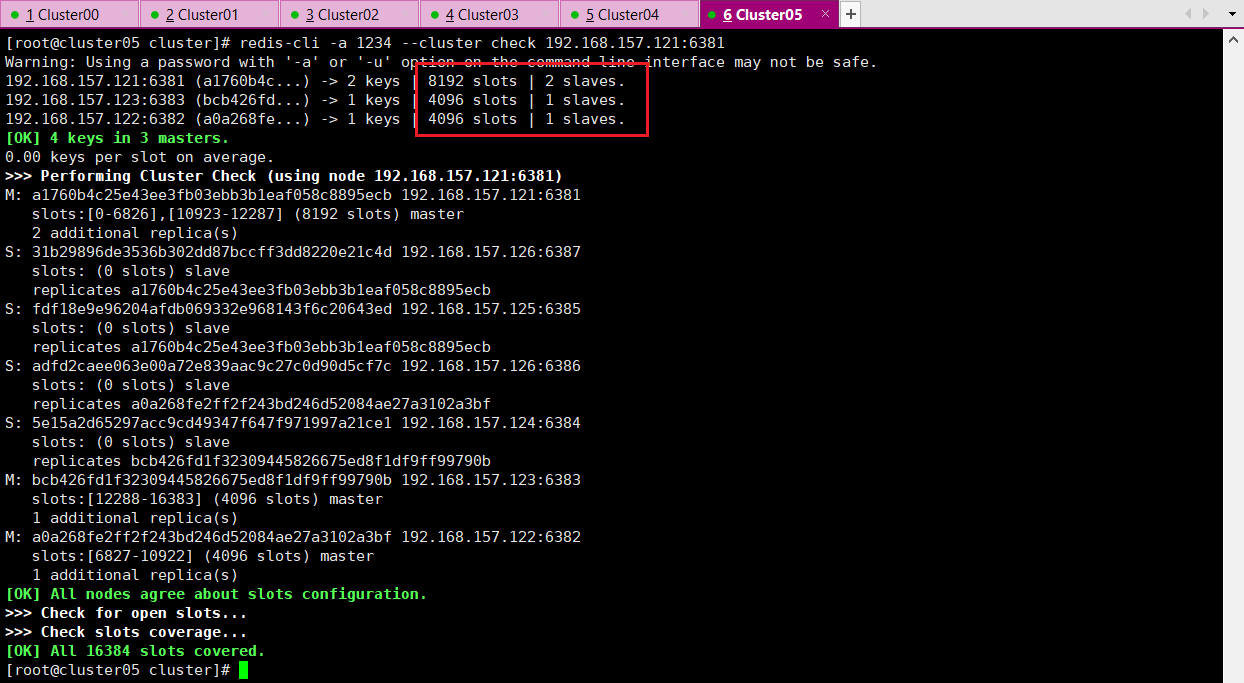 1 Cluster00 2 Cluster01 3 Cluster02 4 Cluster03 5 Cluster04 6 Cluster05 × +
[root@cluster05 cluster]# redis-cli -a 1234 --cluster check 192.168.157.121:6381
Warning: Using a password with '-a' or '-u' option on the command line interface may not be safe.
192.168.157.121:6381 (a1760b4c...) -> 2 keys | 8192 slots | 2 slaves.
192.168.157.123:6383 (bcb426fd...) -> 1 keys | 4096 slots | 1 slaves.
192.168.157.122:6382 (a0a268fe...) -> 1 keys | 4096 slots | 1 slaves.
[OK] 4 keys in 3 masters.
0.00 keys per slot on average.
>>> Performing Cluster Check (using node 192.168.157.121:6381)
M: a1760b4c25e43ee3fb03ebb3b1eaf058c8895ecb 192.168.157.121:6381
   slots:[0-6826],[10923-12287] (8192 slots) master
   2 additional replica(s)
S: 31b29896de3536b302dd87bccff3dd8220e21c4d 192.168.157.126:6387
   slots: (0 slots) slave
   replicates a1760b4c25e43ee3fb03ebb3b1eaf058c8895ecb
S: fdf18e9e96204afdb069332e968143f6c20643ed 192.168.157.125:6385
   slots: (0 slots) slave
   replicates a1760b4c25e43ee3fb03ebb3b1eaf058c8895ecb
S: adfd2caee063e00a72e839aac9c27c0d90d5cf7c 192.168.157.126:6386
   slots: (0 slots) slave
   replicates a0a268fe2ff2f243bd246d52084ae27a3102a3bf
S: 5e15a2d65297acc9cd49347f647f971997a21ce1 192.168.157.124:6384
   slots: (0 slots) slave
   replicates bcb426fd1f32309445826675ed8f1df9ff99790b
M: bcb426fd1f32309445826675ed8f1df9ff99790b 192.168.157.123:6383
   slots:[12288-16383] (4096 slots) master
   1 additional replica(s)
M: a0a268fe2ff2f243bd246d52084ae27a3102a3bf 192.168.157.122:6382
   slots:[6827-10922] (4096 slots) master
   1 additional replica(s)
[OK] All nodes agree about slots configuration.
>>> Check for open slots...
>>> Check slots coverage...
[OK] All 16384 slots covered.
[root@cluster05 cluster]#